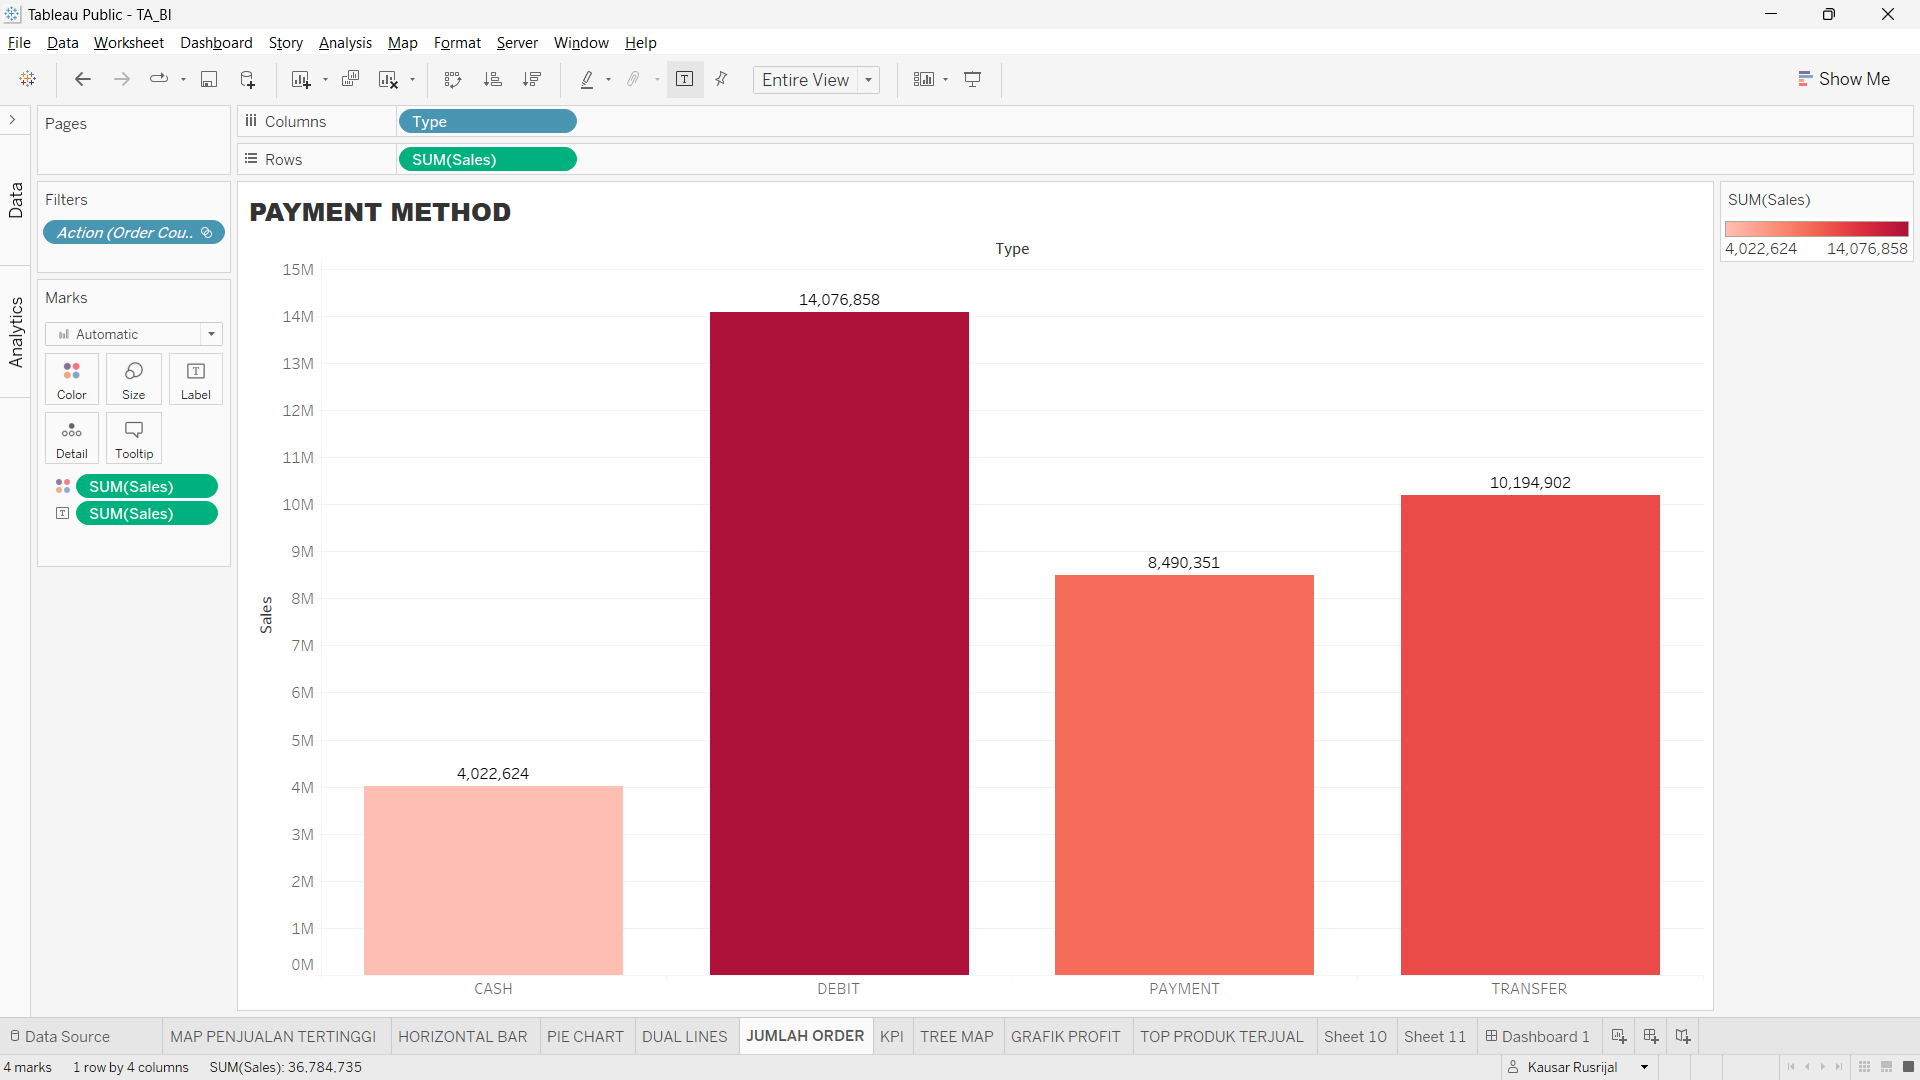 Tableau Public - TA_BI
File Data Worksheet Dashboard Story Analysis Map Format Server Window Help
Entire View
Show Me
Pages
Columns
Type
Rows
SUM(Sales)
Data
Analytics
Filters
Action (Order Cou..
Marks
Automatic
Color Size Label
Detail Tooltip
SUM(Sales)
SUM(Sales)
PAYMENT METHOD
Type
15M
14M
13M
12M
11M
10M
9M
8M
7M
6M
5M
4M
3M
2M
1M
0M
Sales
4,022,624
14,076,858
8,490,351
10,194,902
CASH DEBIT PAYMENT TRANSFER
SUM(Sales)
4,022,624 14,076,858
Data Source MAP PENJUALAN TERTINGGI HORIZONTAL BAR PIE CHART DUAL LINES JUMLAH ORDER KPI TREE MAP GRAFIK PROFIT TOP PRODUK TERJUAL Sheet 10 Sheet 11 Dashboard 1
4 marks 1 row by 4 columns SUM(Sales): 36,784,735
Kausar Rusrijal